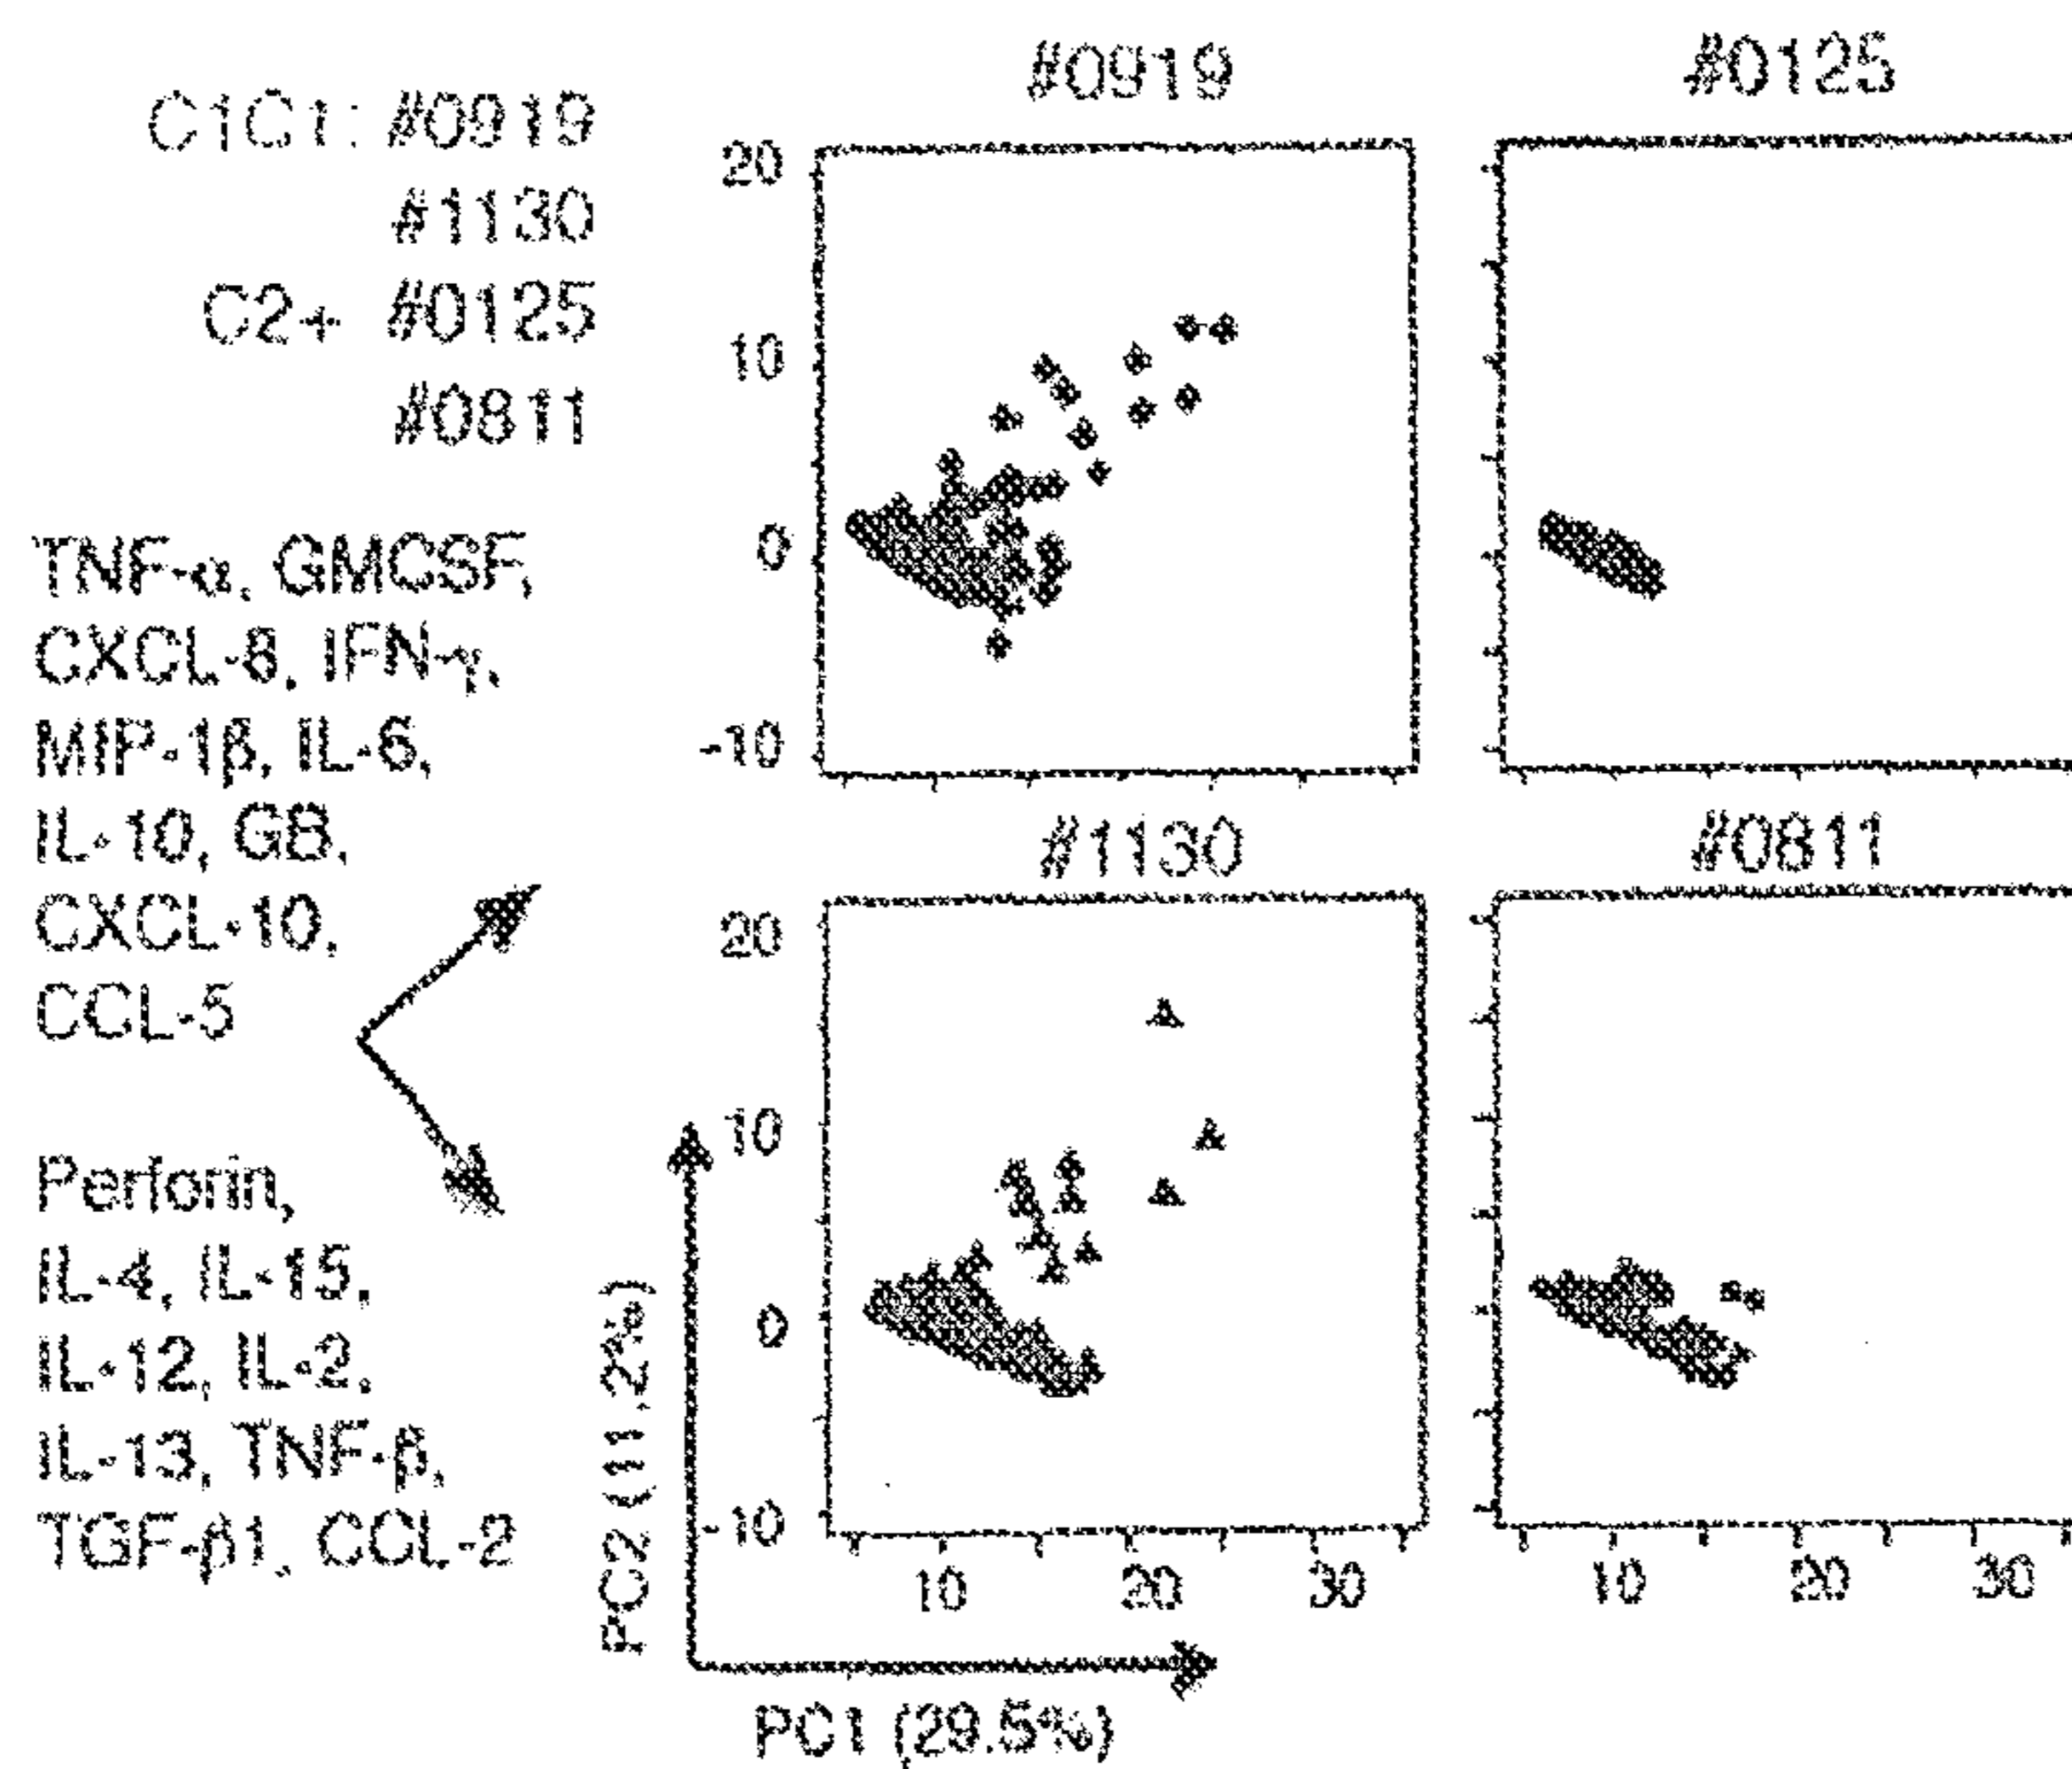 C1C1: #0919
#1130
C2+ #0125
#0811
TNF-α, GMCSF,
CXCL-8, IFN-γ,
MIP-1β, IL-6,
IL-10, GB,
CXCL-10,
CCL-5
Perforin,
IL-4, IL-15,
IL-12, IL-2,
IL-13, TNF-β,
TGF-β1, CCL-2
#0919
#0125
20
10
0
-10
#1130
#0811
20
10
0
-10
10 20 30
10 20 30
PC2 (11,2%)
PC1 (29.5%)